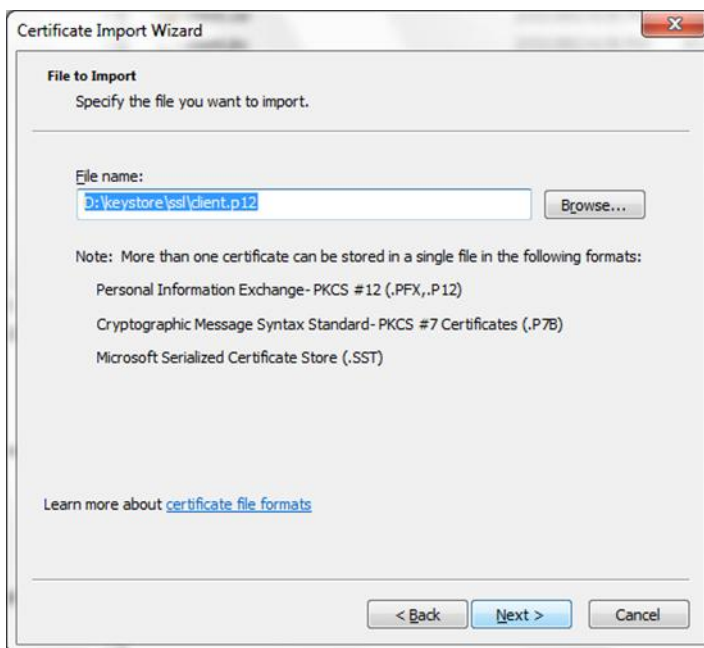 Certificate Import Wizard
File to Import
Specify the file you want to import.
File name:
D:\keystore\ssl\client.p12
Browse...
Note: More than one certificate can be stored in a single file in the following formats:
Personal Information Exchange- PKCS #12 (.PFX,.P12)
Cryptographic Message Syntax Standard- PKCS #7 Certificates (.P7B)
Microsoft Serialized Certificate Store (.SST)
Learn more about certificate file formats
< Back
Next >
Cancel